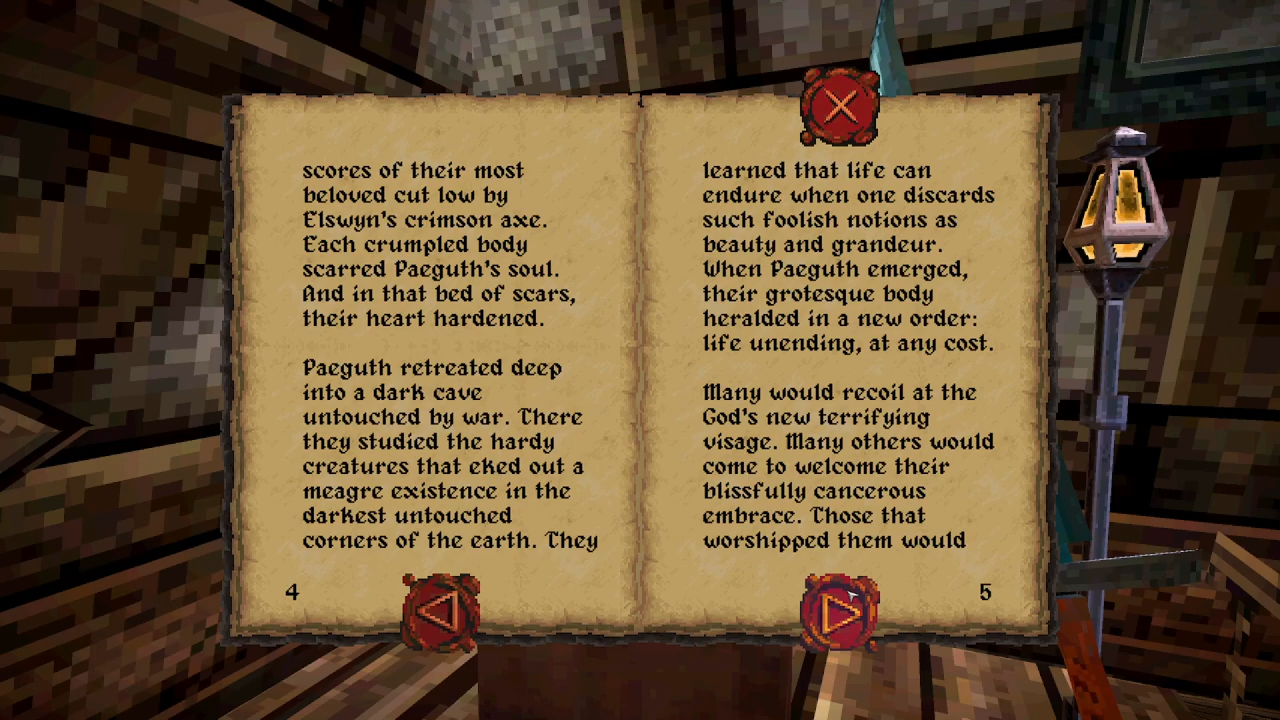 scores of their most
beloved cut low by
Elswyn's crimson axe.
Each crumpled body
scarred Paeguth's soul.
And in that bed of scars,
their heart hardened.
Paeguth retreated deep
into a dark cave
untouched by war. There
they studied the hardy
creatures that eked out a
meagre existence in the
darkest untouched
corners of the earth. They
4
learned that life can
endure when one discards
such foolish notions as
beauty and grandeur.
When Paeguth emerged,
their grotesque body
heralded in a new order:
life unending, at any cost.
Many would recoil at the
God's new terrifying
visage. Many others would
come to welcome their
blissfully cancerous
embrace. Those that
worshipped them would
5